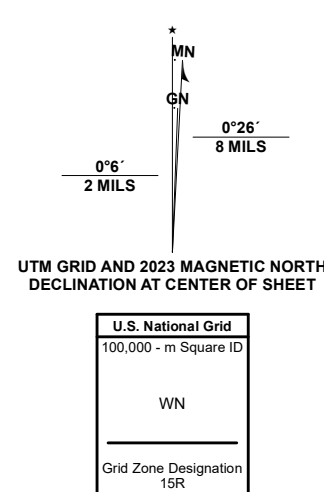 ★
MN
GN
0°26´
8 MILS
0°6´
2 MILS
UTM GRID AND 2023 MAGNETIC NORTH
DECLINATION AT CENTER OF SHEET
U.S. National Grid
100,000 - m Square ID
WN
Grid Zone Designation
15R